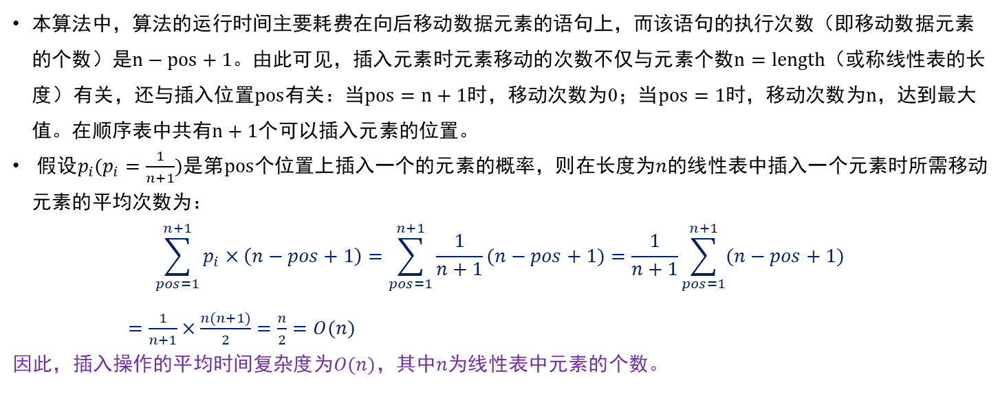 • 本算法中，算法的运行时间主要耗费在向后移动数据元素的语句上，而该语句的执行次数（即移动数据元素
的个数）是n − pos + 1。由此可见，插入元素时元素移动的次数不仅与元素个数n = length（或称线性表的长
度）有关，还与插入位置pos有关：当pos = n + 1时，移动次数为0；当pos = 1时，移动次数为n，达到最大
值。在顺序表中共有n + 1个可以插入元素的位置。
• 假设$p_i(p_i = \frac{1}{n+1})$是第pos个位置上插入一个的元素的概率，则在长度为$n$的线性表中插入一个元素时所需移动
元素的平均次数为：
$\sum_{pos=1}^{n+1} p_i \times (n - pos + 1) = \sum_{pos=1}^{n+1} \frac{1}{n+1}(n - pos + 1) = \frac{1}{n+1} \sum_{pos=1}^{n+1} (n - pos + 1)$
$= \frac{1}{n+1} \times \frac{n(n+1)}{2} = \frac{n}{2} = O(n)$
因此，插入操作的平均时间复杂度为$O(n)$，其中$n$为线性表中元素的个数。